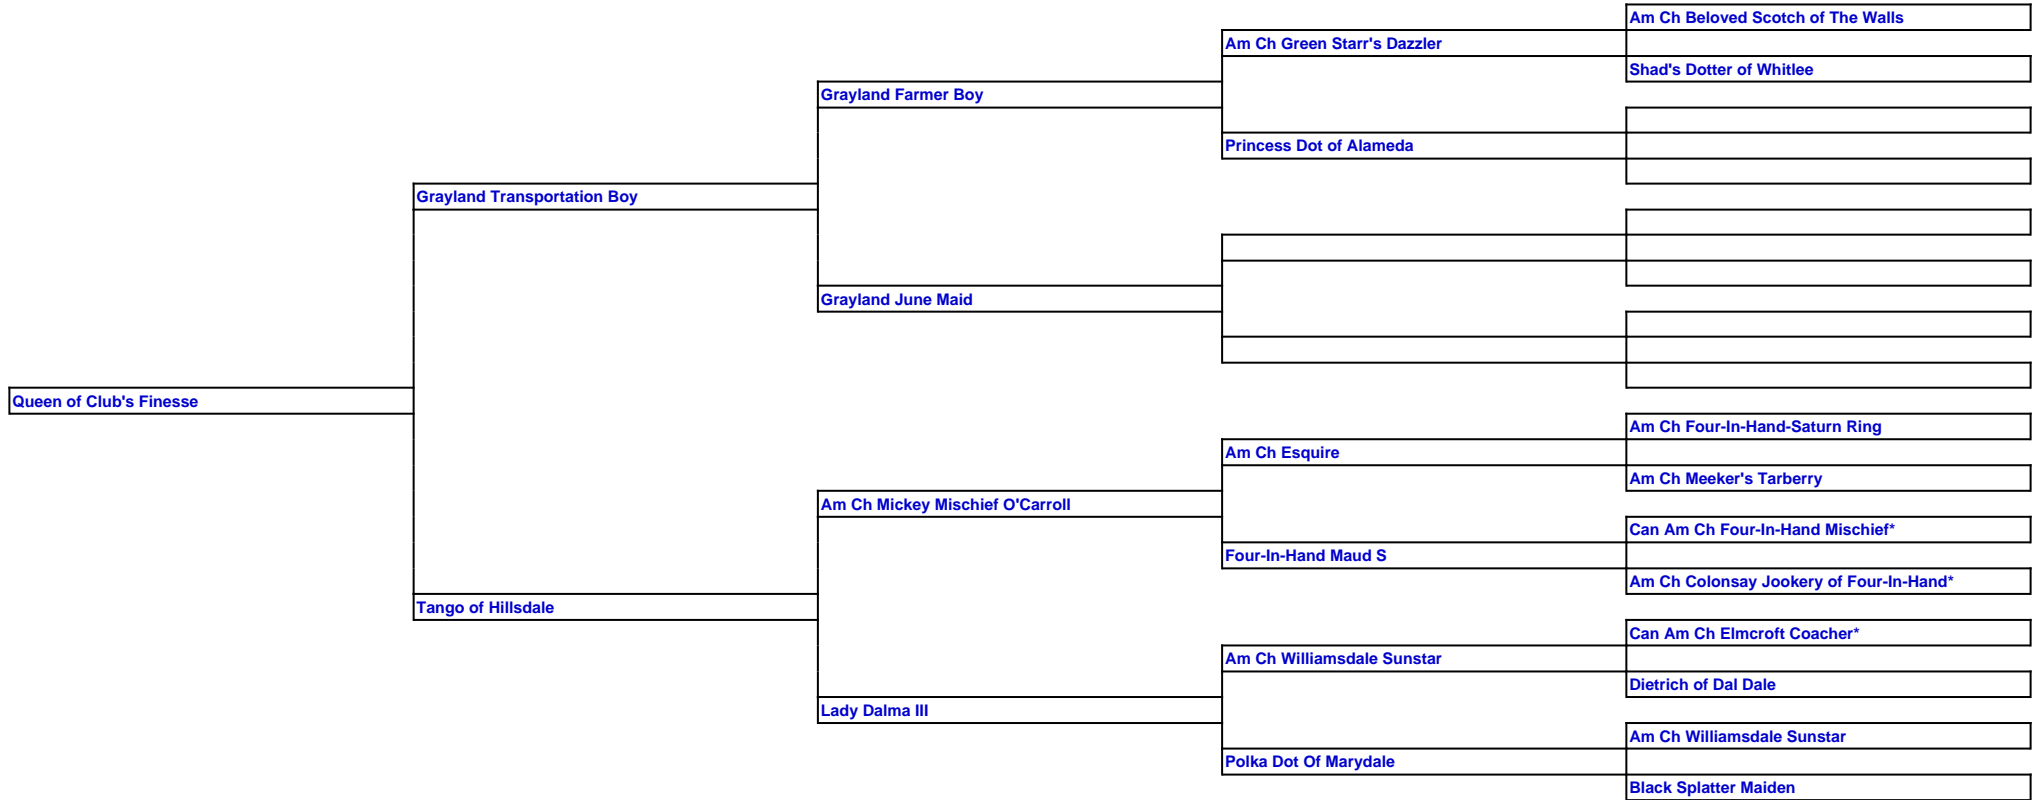 Am Ch Beloved Scotch of The Walls
Am Ch Green Starr's Dazzler
Shad's Dotter of Whitlee
Grayland Farmer Boy
Princess Dot of Alameda
Grayland Transportation Boy
Grayland June Maid
Queen of Club's Finesse
Am Ch Four-In-Hand-Saturn Ring
Am Ch Esquire
Am Ch Meeker's Tarberry
Am Ch Mickey Mischief O'Carroll
Can Am Ch Four-In-Hand Mischief*
Four-In-Hand Maud S
Am Ch Colonsay Jookery of Four-In-Hand*
Tango of Hillsdale
Can Am Ch Elmcroft Coacher*
Am Ch Williamsdale Sunstar
Dietrich of Dal Dale
Lady Dalma III
Am Ch Williamsdale Sunstar
Polka Dot Of Marydale
Black Splatter Maiden